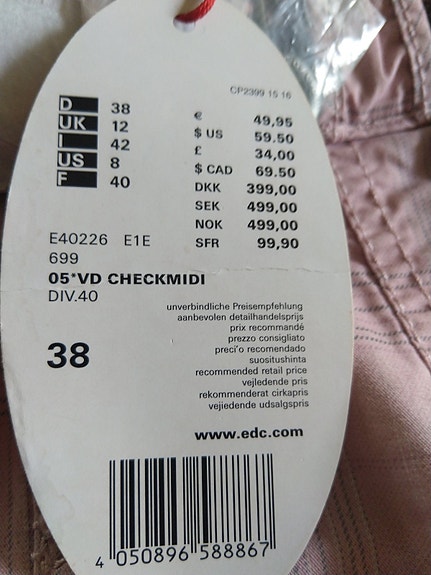 CP2399 15 16
D 38
UK 12
I 42
US 8
F 40
€ 49,95
$ US 59.50
£ 34,00
$ CAD 69.50
DKK 399,00
SEK 499,00
NOK 499,00
SFR 99,90
E40226 E1E
699
05*VD CHECKMIDI
DIV.40
unverbindliche Preisempfehlung
aanbevolen detailhandelsprijs
prix recommandé
prezzo consigliato
preci'o recomendado
suositushinta
recommended retail price
vejledende pris
rekommenderat cirkapris
vejiedende udsalgspris
38
www.edc.com
4 050896 588867